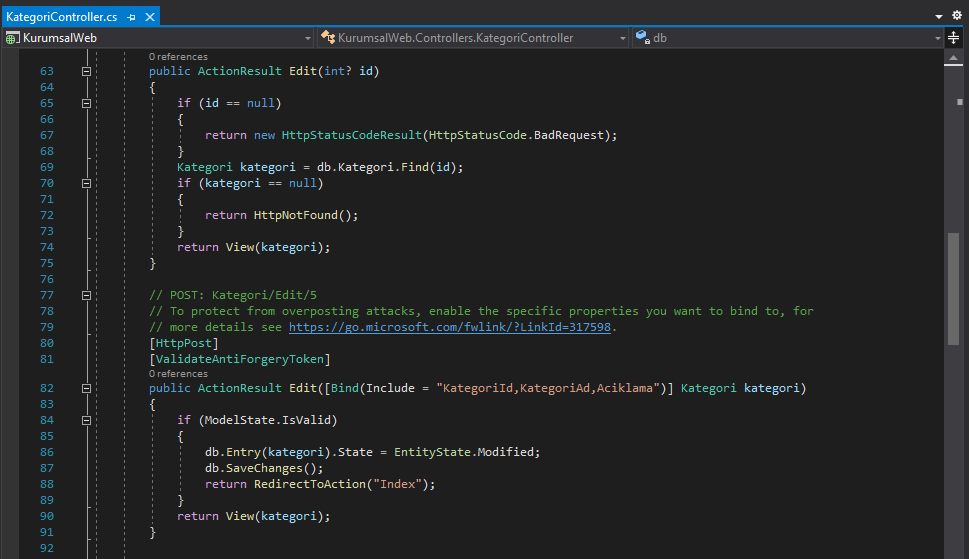 KategoriController.cs
KurumsalWeb KurumsalWeb.Controllers.KategoriController db
0 references
63 public ActionResult Edit(int? id)
64 {
65 if (id == null)
66 {
67 return new HttpStatusCodeResult(HttpStatusCode.BadRequest);
68 }
69 Kategori kategori = db.Kategori.Find(id);
70 if (kategori == null)
71 {
72 return HttpNotFound();
73 }
74 return View(kategori);
75 }
76
77 // POST: Kategori/Edit/5
78 // To protect from overposting attacks, enable the specific properties you want to bind to, for
79 // more details see https://go.microsoft.com/fwlink/?LinkId=317598.
80 [HttpPost]
81 [ValidateAntiForgeryToken]
0 references
82 public ActionResult Edit([Bind(Include = "KategoriId,KategoriAd,Aciklama")] Kategori kategori)
83 {
84 if (ModelState.IsValid)
85 {
86 db.Entry(kategori).State = EntityState.Modified;
87 db.SaveChanges();
88 return RedirectToAction("Index");
89 }
90 return View(kategori);
91 }
92